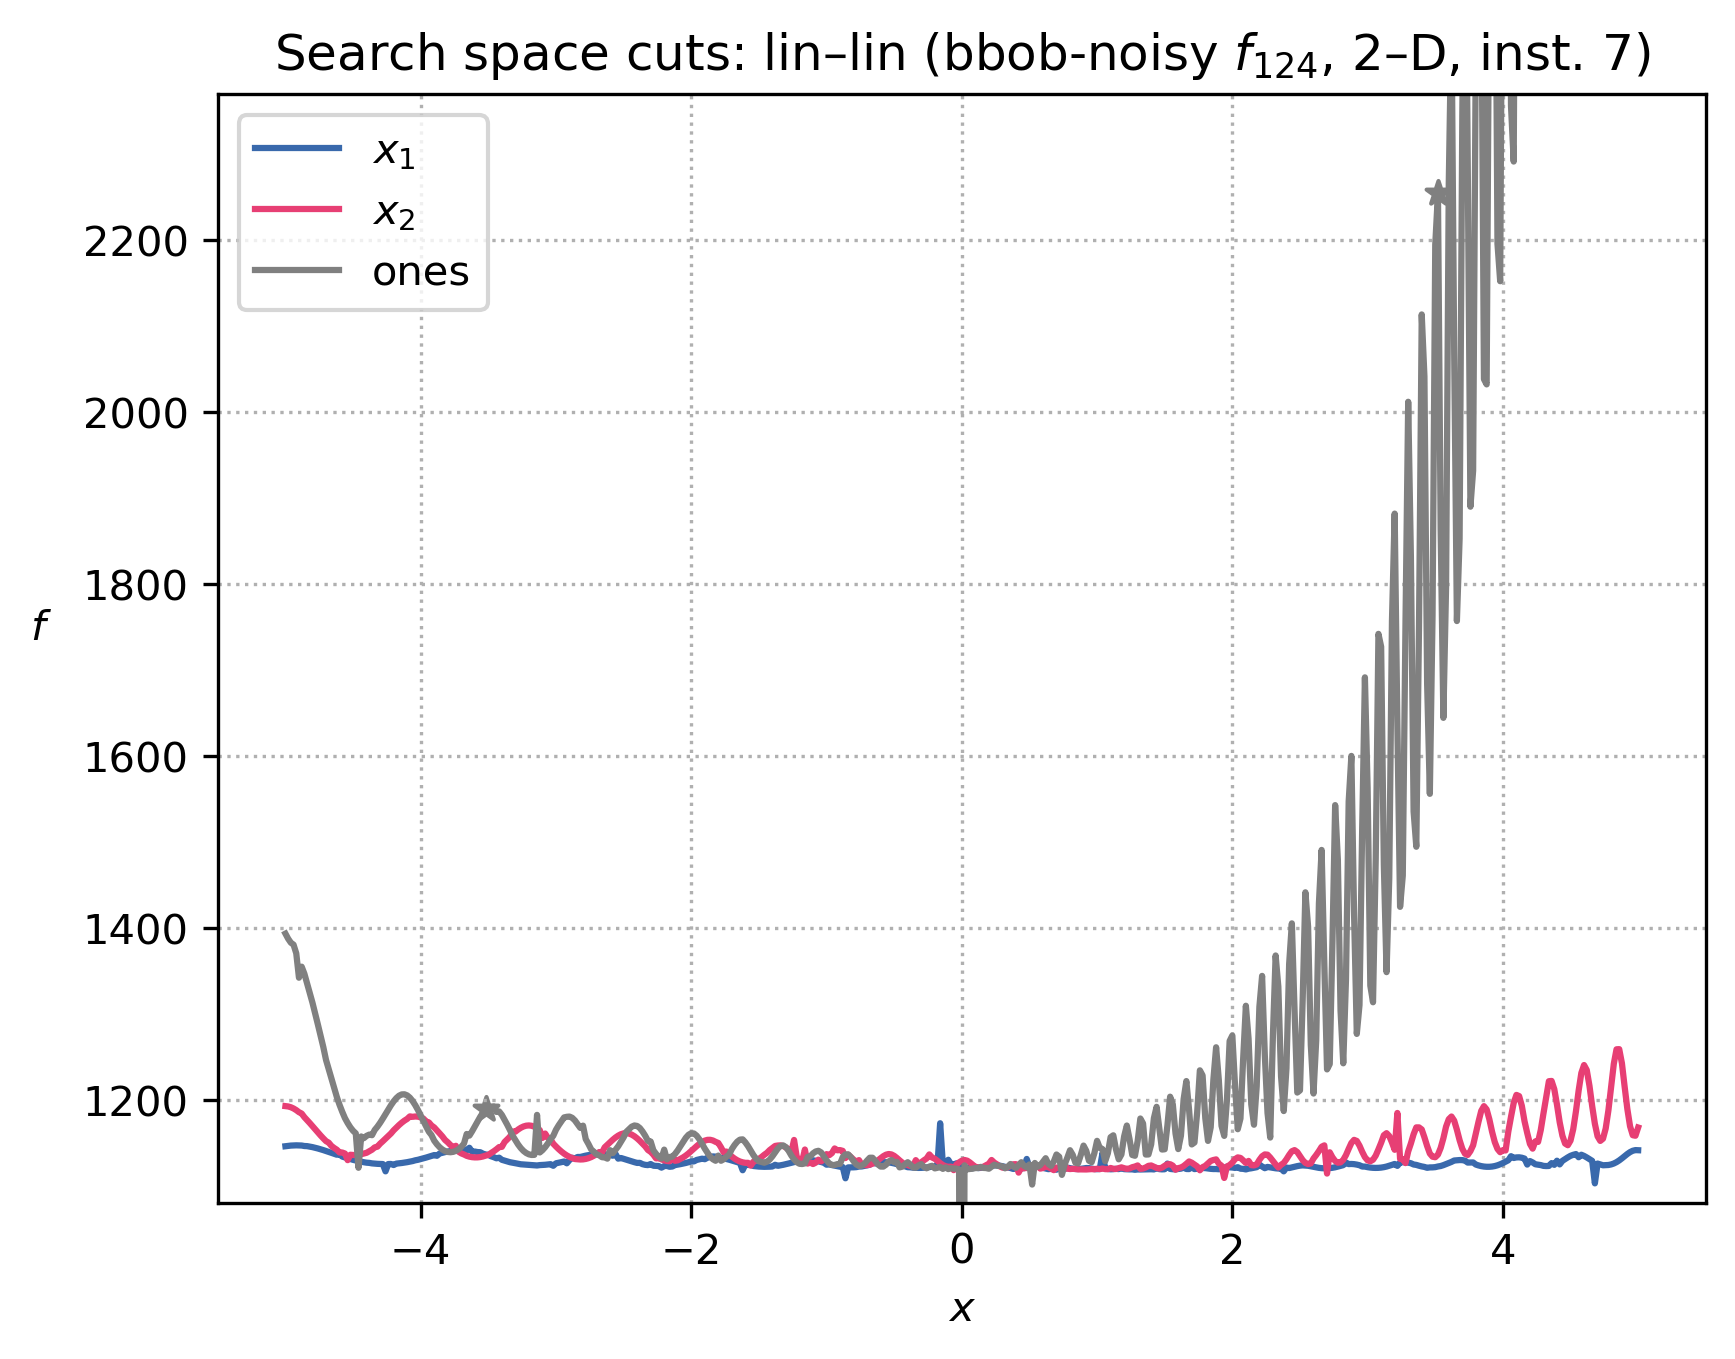 Search space cuts: lin–lin (bbob-noisy f₁₂₄, 2–D, inst. 7)
x₁
x₂
ones
2200
2000
1800
1600
1400
1200
f
−4 −2 0 2 4
x